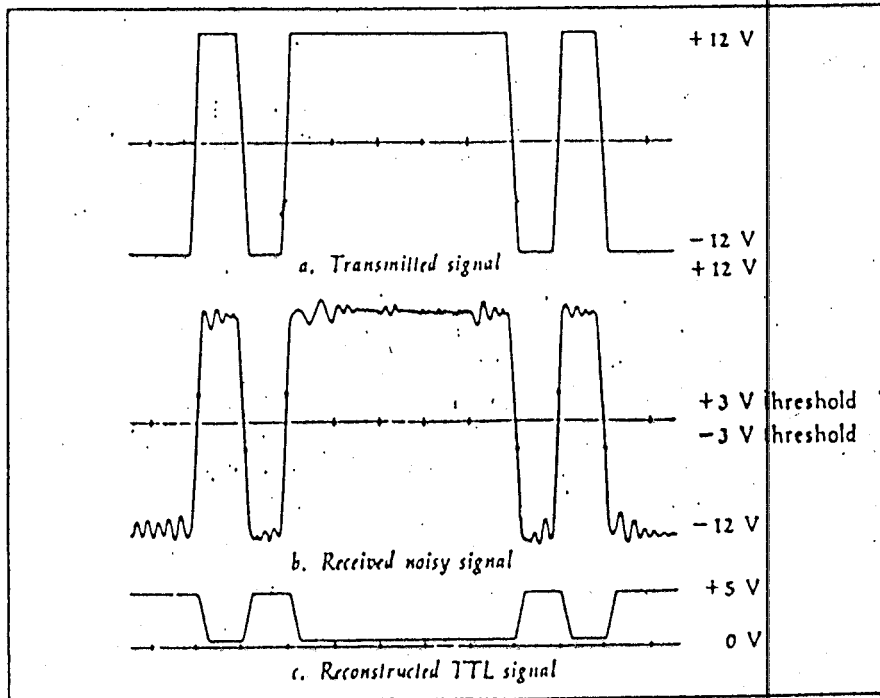 +12 V
-12 V
a. Transmitted signal
+12 V
+3 V threshold
-3 V threshold
-12 V
b. Received noisy signal
+5 V
0 V
c. Reconstructed TTL signal